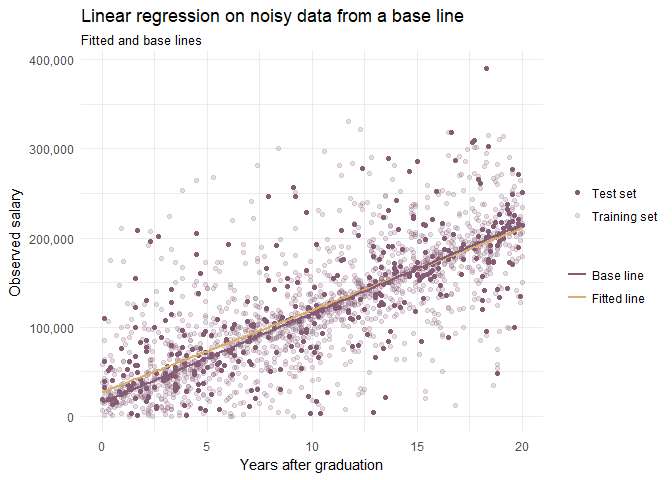 Linear regression on noisy data from a base line
Fitted and base lines
Observed salary
400,000
300,000
200,000
100,000
0
0 5 10 15 20
Years after graduation
Test set
Training set
Base line
Fitted line